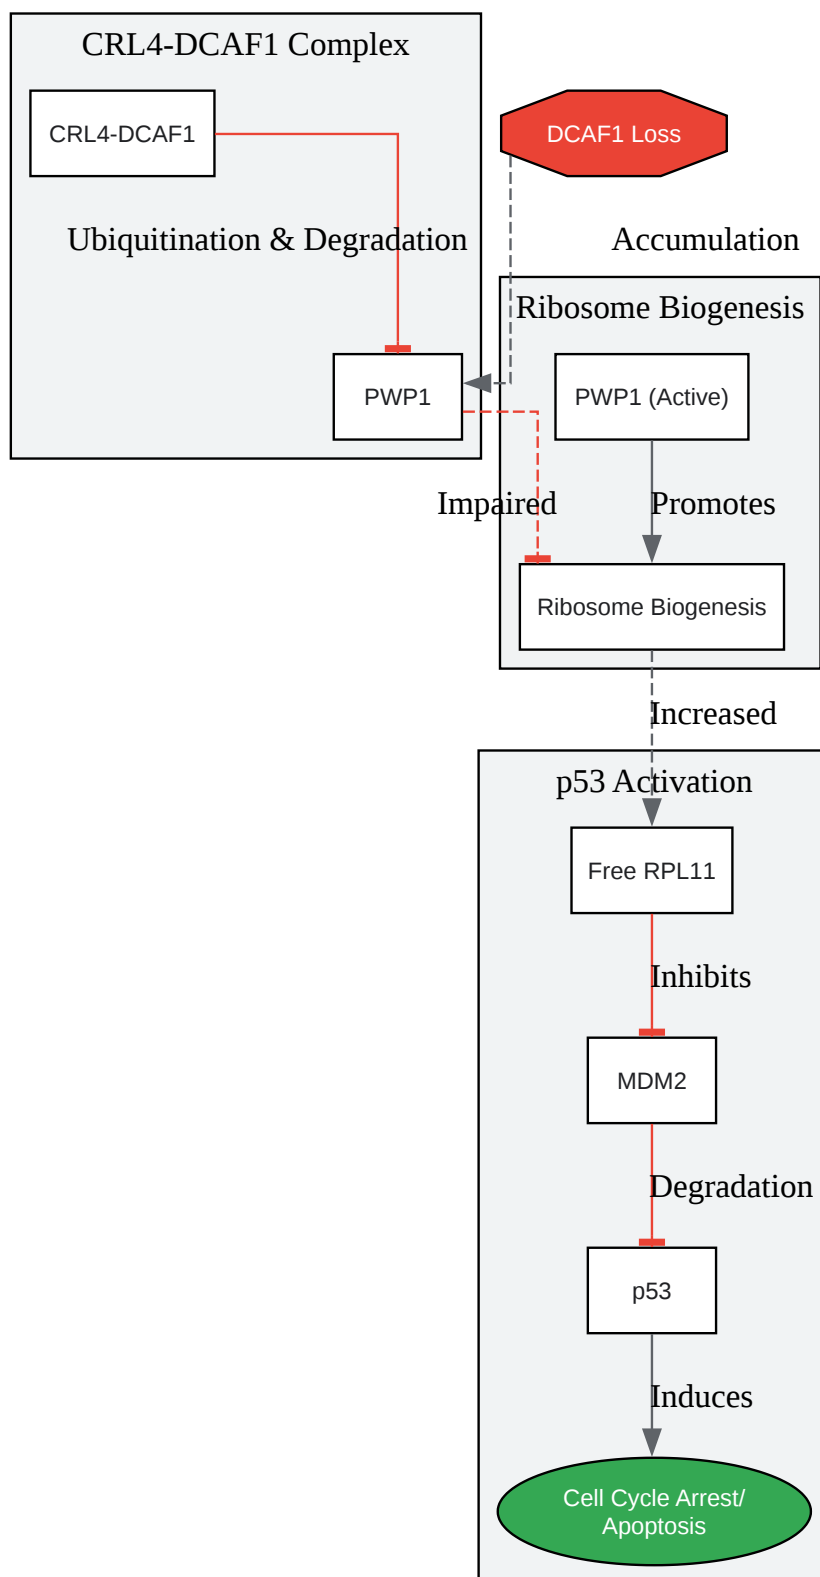 CRL4-DCAF1 Complex
CRL4-DCAF1
DCAF1 Loss
Ubiquitination & Degradation
Accumulation
Ribosome Biogenesis
PWP1
PWP1 (Active)
Impaired
Promotes
Ribosome Biogenesis
Increased
p53 Activation
Free RPL11
Inhibits
MDM2
Degradation
p53
Induces
Cell Cycle Arrest/
Apoptosis